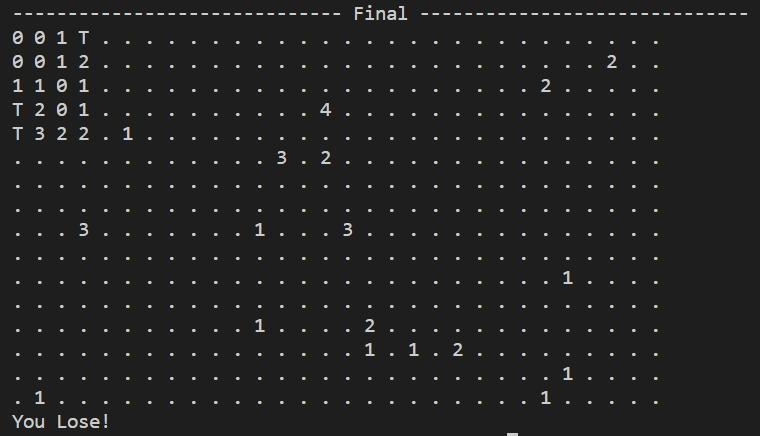 ------------------------------ Final ------------------------------
0 0 1 T . . . . . . . . . . . . . . . . . . . . . . . . . .
0 0 1 2 . . . . . . . . . . . . . . . . . . . . . . . 2 . .
1 1 0 1 . . . . . . . . . . . . . . . . . . . . 2 . . . . .
T 2 0 1 . . . . . . . . . . 4 . . . . . . . . . . . . . . .
T 3 2 2 . 1 . . . . . . . . . . . . . . . . . . . . . . . .
. . . . . . . . . . . . 3 . 2 . . . . . . . . . . . . . . .
. . . . . . . . . . . . . . . . . . . . . . . . . . . . . .
. . . . . . . . . . . . . . . . . . . . . . . . . . . . . .
. . . 3 . . . . . . . 1 . . . 3 . . . . . . . . . . . . . .
. . . . . . . . . . . . . . . . . . . . . . . . . . . . . .
. . . . . . . . . . . . . . . . . . . . . . . . . 1 . . . .
. . . . . . . . . . . . . . . . . . . . . . . . . . . . . .
. . . . . . . . . . . 1 . . . . 2 . . . . . . . . . . . . .
. . . . . . . . . . . . . . . . 1 . 1 . 2 . . . . . . . . .
. . . . . . . . . . . . . . . . . . . . . . . . . 1 . . . .
. 1 . . . . . . . . . . . . . . . . . . . . . . 1 . . . . .
You Lose!